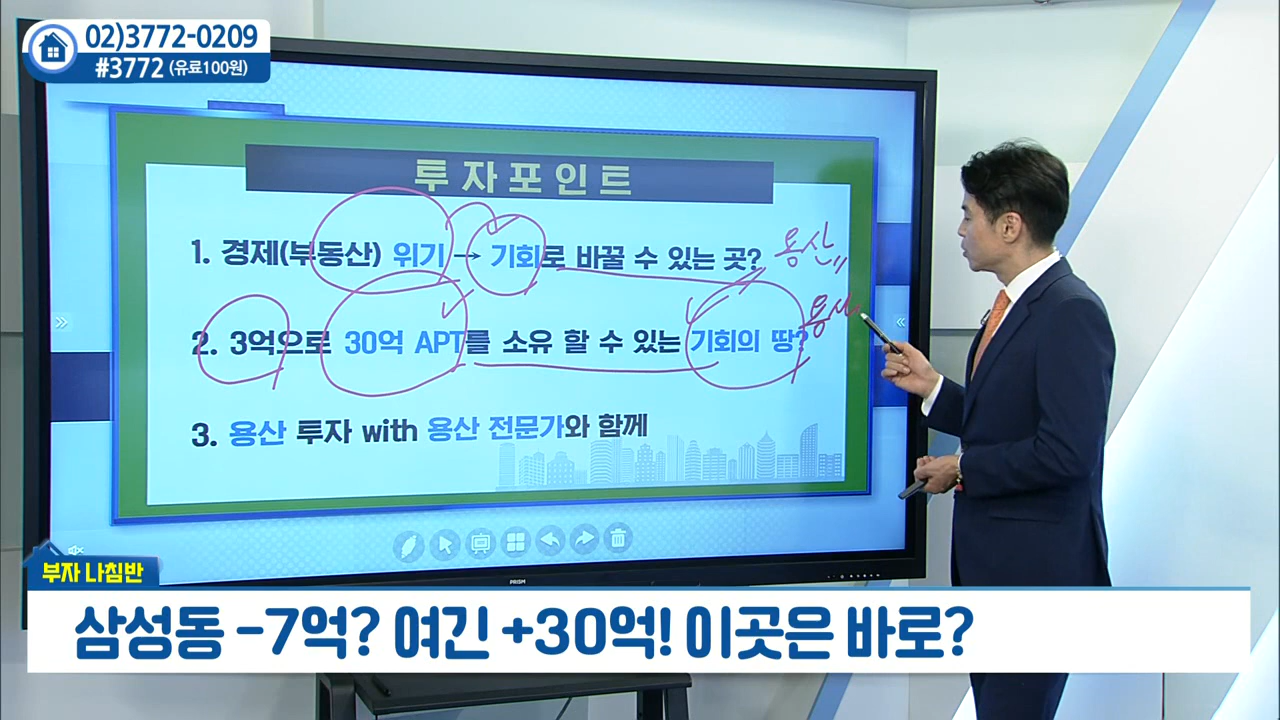 02)3772-0209
#3772 (유료100원)
투자포인트
1. 경제(부동산) 위기 → 기회로 바꿀 수 있는 곳? 용산
2. 3억으로 30억 APT를 소유 할 수 있는 기회의 땅? 용산
3. 용산 투자 with 용산 전문가와 함께
PRISM
부자 나침반
삼성동 -7억? 여긴 +30억! 이곳은 바로?